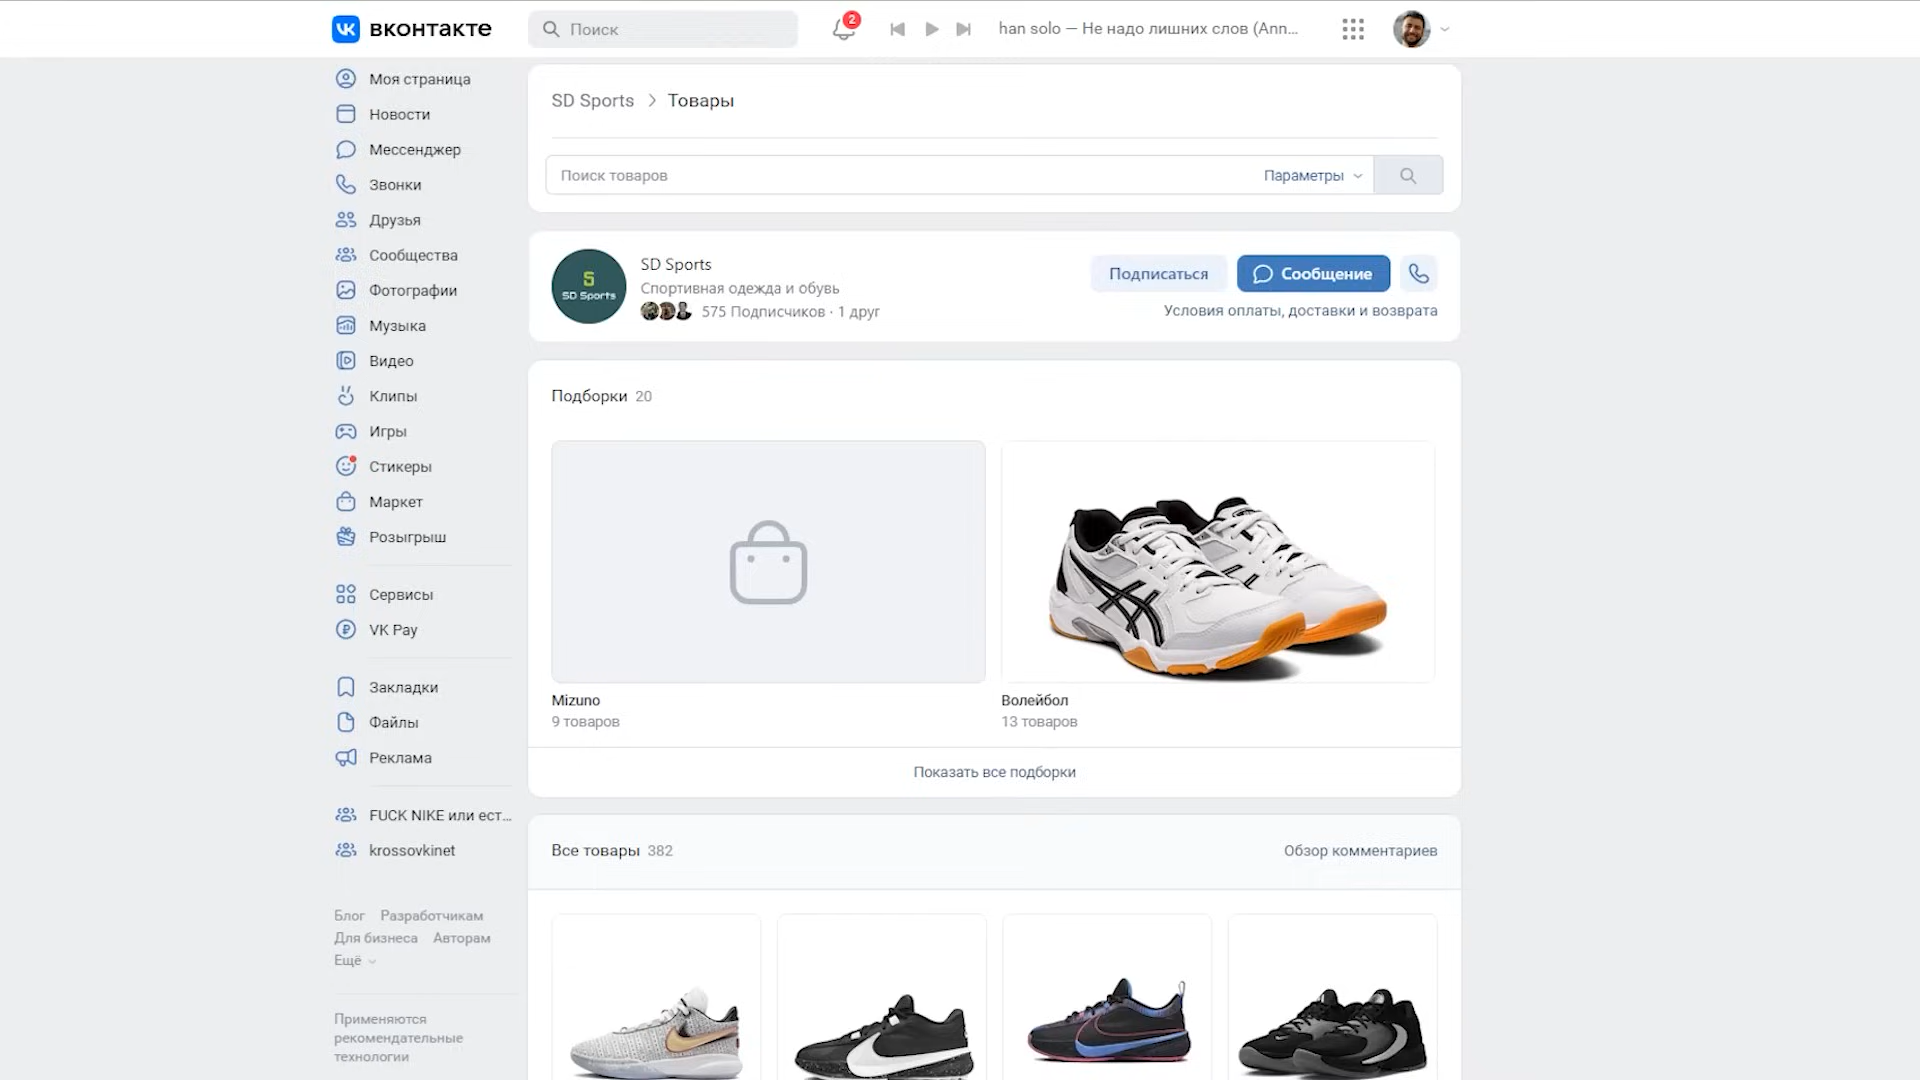 вконтакте
Поиск
2
han solo — Не надо лишних слов (Ann...
Моя страница
Новости
Мессенджер
Звонки
Друзья
Сообщества
Фотографии
Музыка
Видео
Клипы
Игры
Стикеры
Маркет
Розыгрыш
Сервисы
VK Pay
Закладки
Файлы
Реклама
FUCK NIKE или ест...
krossovkinet
Блог Разработчикам
Для бизнеса Авторам
Ещё
Применяются
рекомендательные
технологии
SD Sports Товары
Поиск товаров
Параметры
S
SD Sports
SD Sports
Спортивная одежда и обувь
575 Подписчиков · 1 друг
Подписаться
Сообщение
Условия оплаты, доставки и возврата
Подборки 20
Mizuno
9 товаров
Волейбол
13 товаров
Показать все подборки
Все товары 382
Обзор комментариев